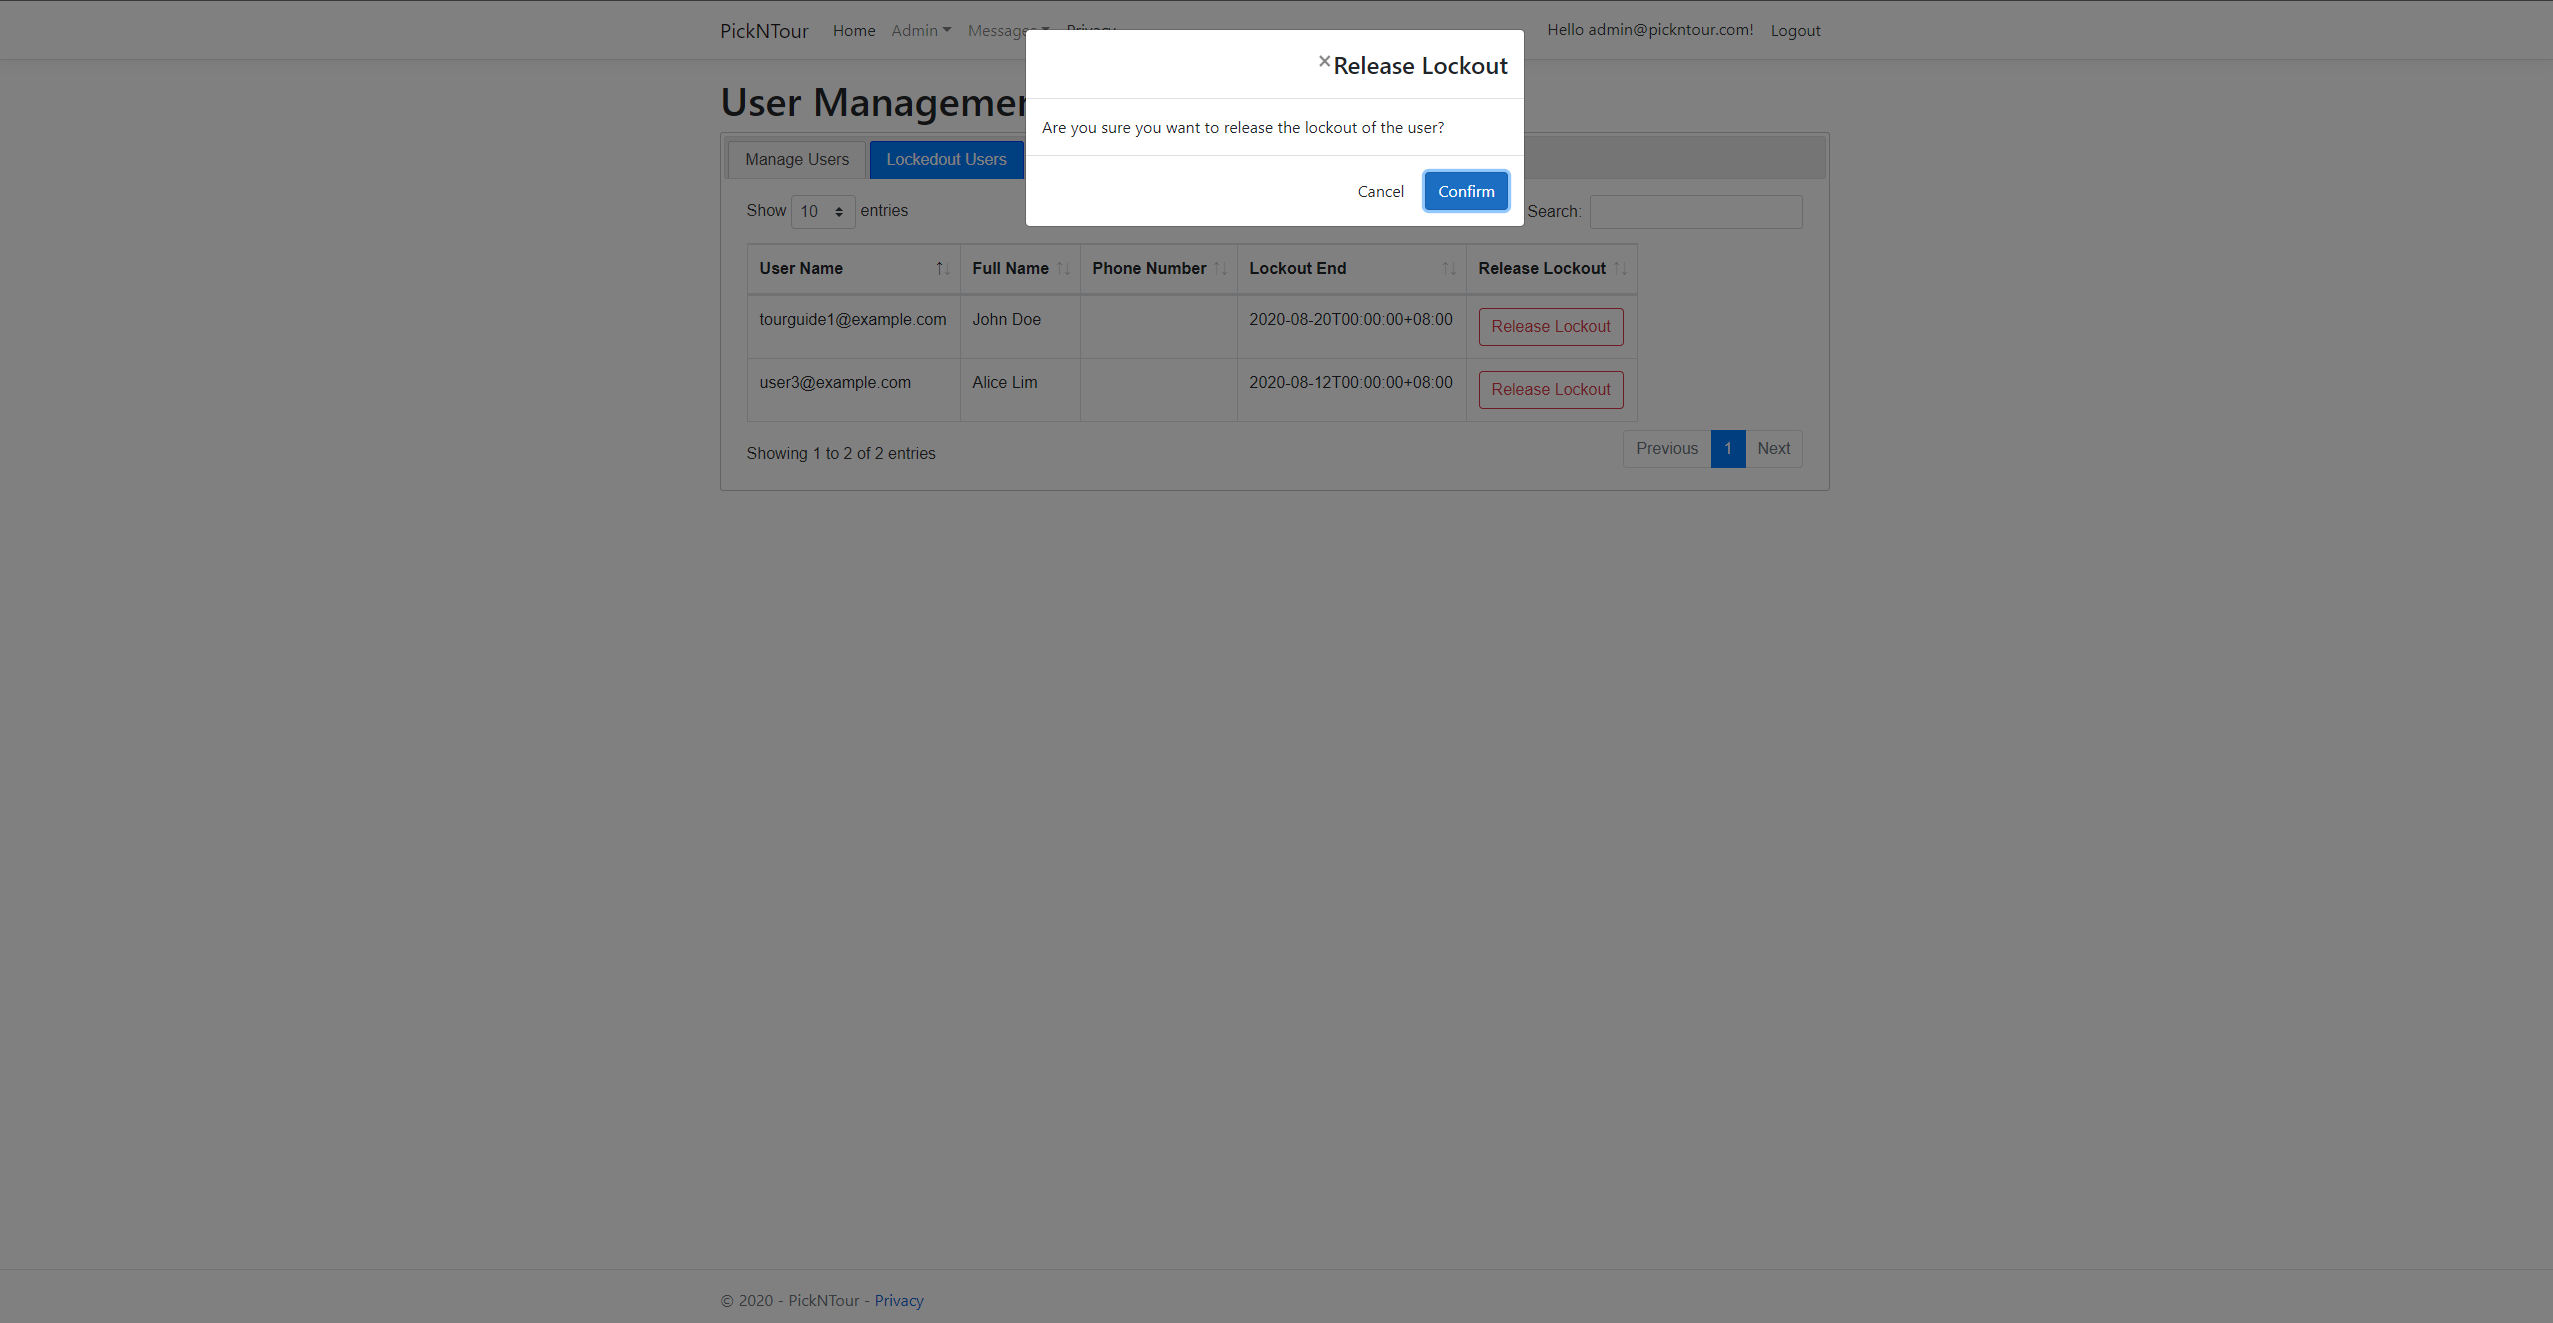 PickNTour Home Admin Messages Privacy Hello admin@pickntour.com! Logout
×Release Lockout
Are you sure you want to release the lockout of the user?
Cancel Confirm
User Managemen
Manage Users Lockedout Users
Show 10 entries Search:
User Name Full Name Phone Number Lockout End Release Lockout
tourguide1@example.com John Doe 2020-08-20T00:00:00+08:00 Release Lockout
user3@example.com Alice Lim 2020-08-12T00:00:00+08:00 Release Lockout
Showing 1 to 2 of 2 entries Previous 1 Next
© 2020 - PickNTour - Privacy